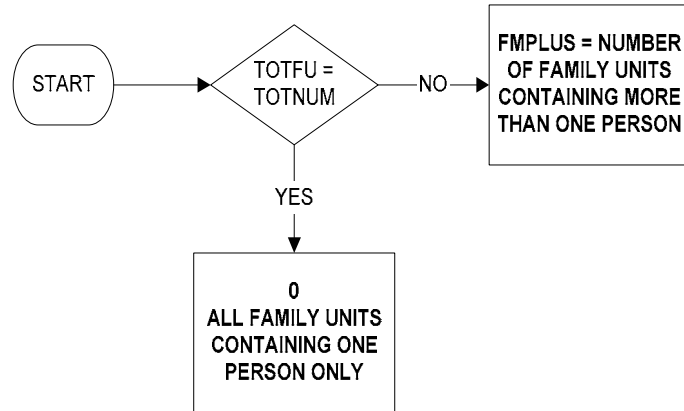 START
TOTFU =
TOTNUM
NO
FMPLUS = NUMBER
OF FAMILY UNITS
CONTAINING MORE
THAN ONE PERSON
YES
0
ALL FAMILY UNITS
CONTAINING ONE
PERSON ONLY